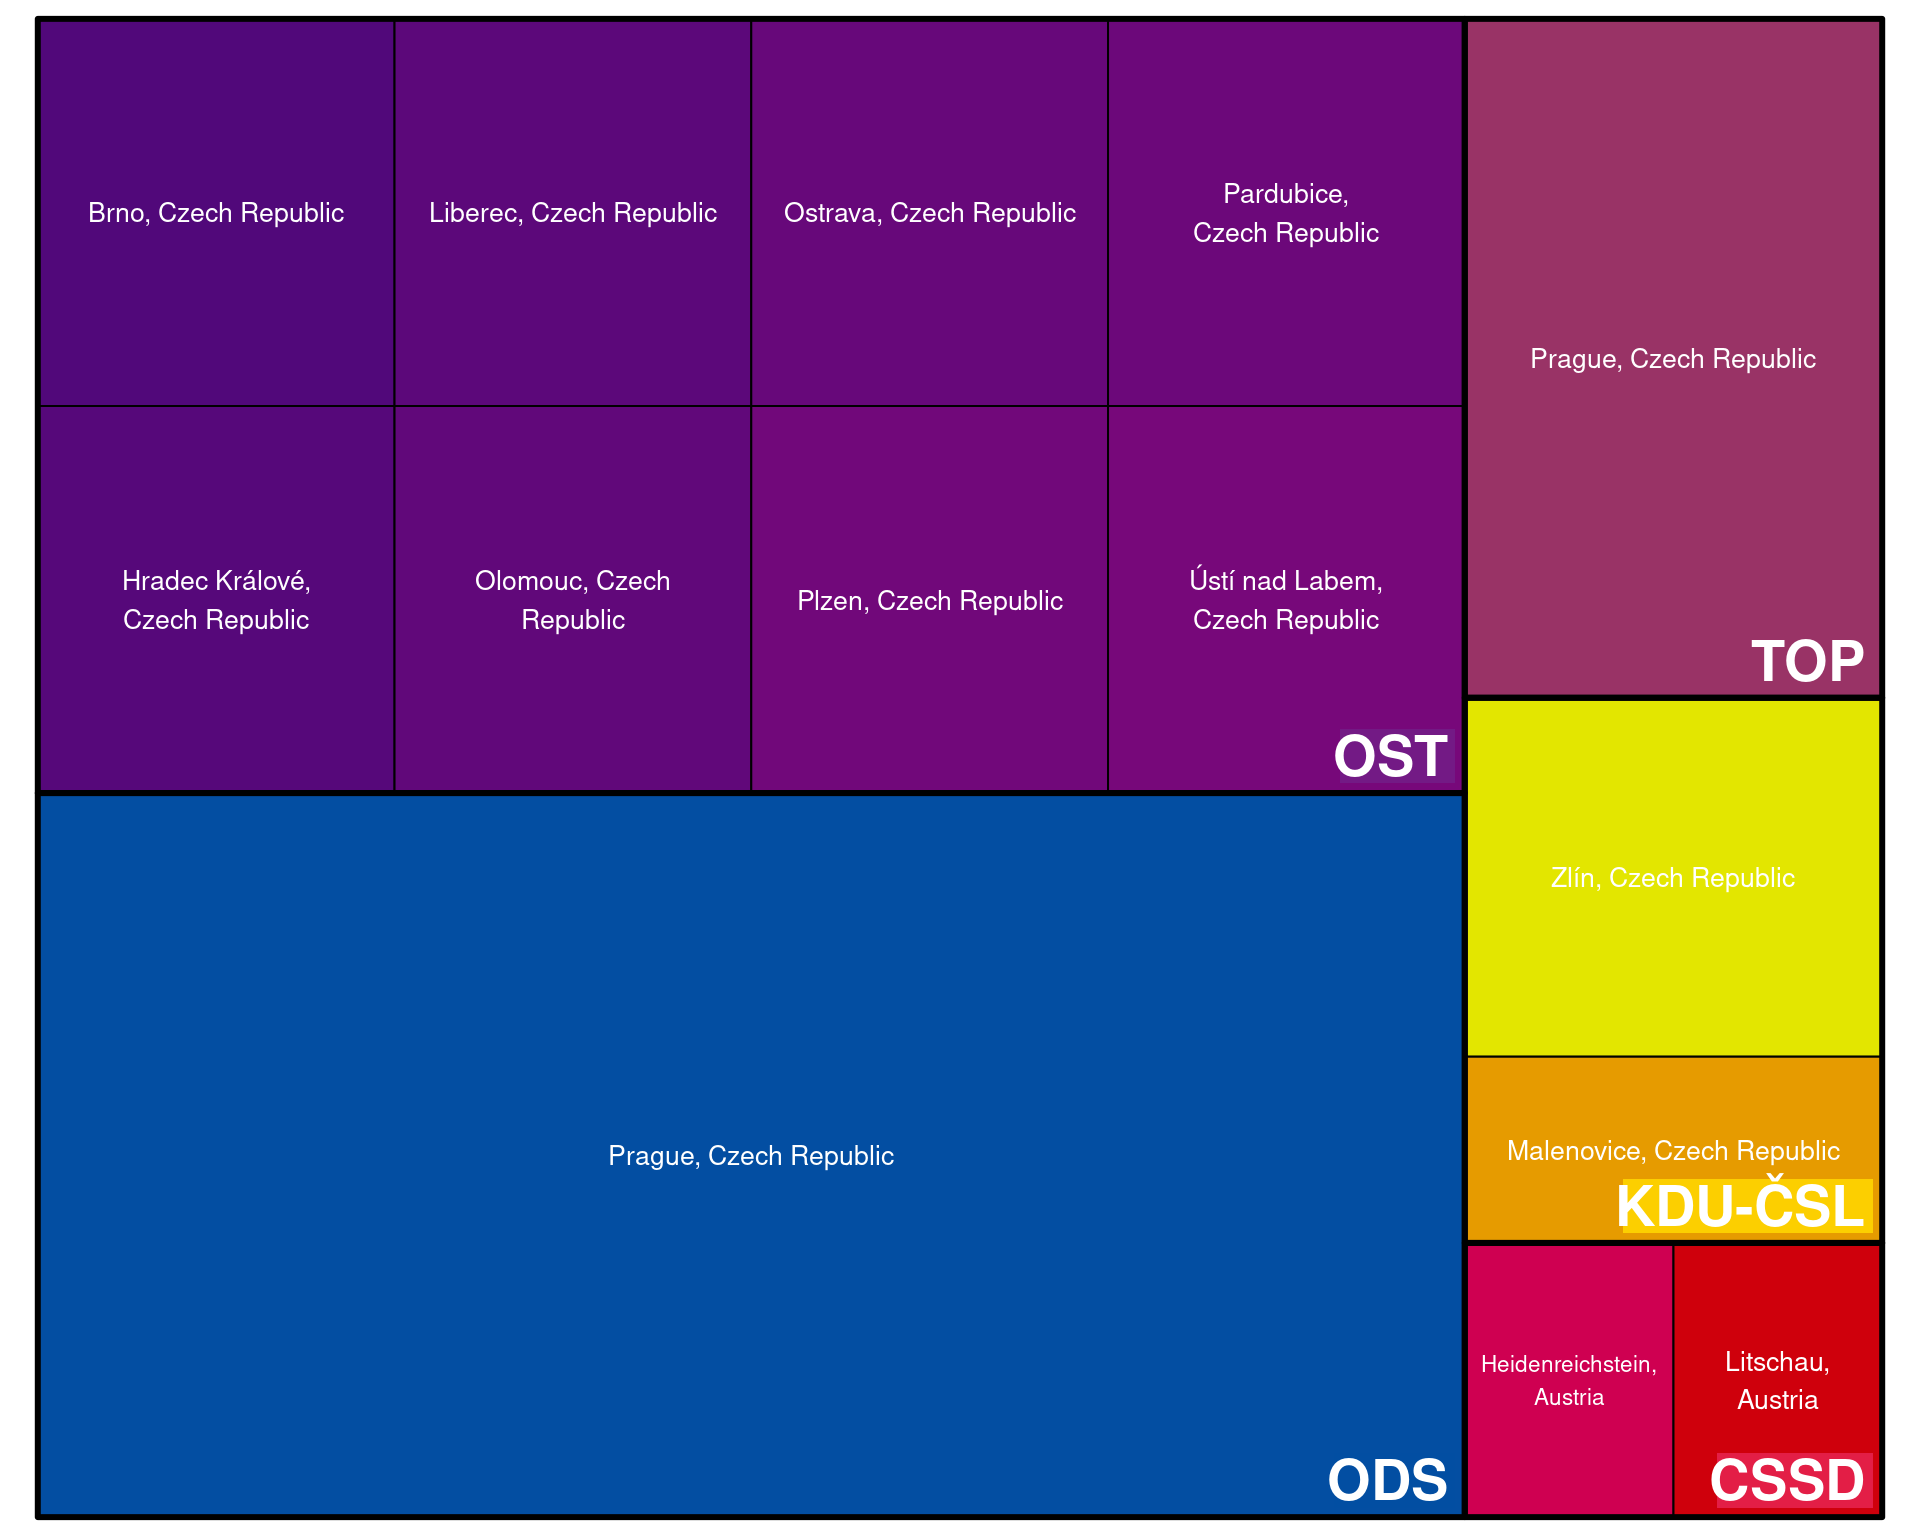 Brno, Czech Republic
Liberec, Czech Republic
Ostrava, Czech Republic
Pardubice,
Czech Republic
Hradec Králové,
Czech Republic
Olomouc, Czech
Republic
Plzen, Czech Republic
Ústí nad Labem,
Czech Republic
OST
Prague, Czech Republic
ODS
Prague, Czech Republic
TOP
Zlín, Czech Republic
Malenovice, Czech Republic
KDU-ČSL
Heidenreichstein,
Austria
Litschau,
Austria
CSSD